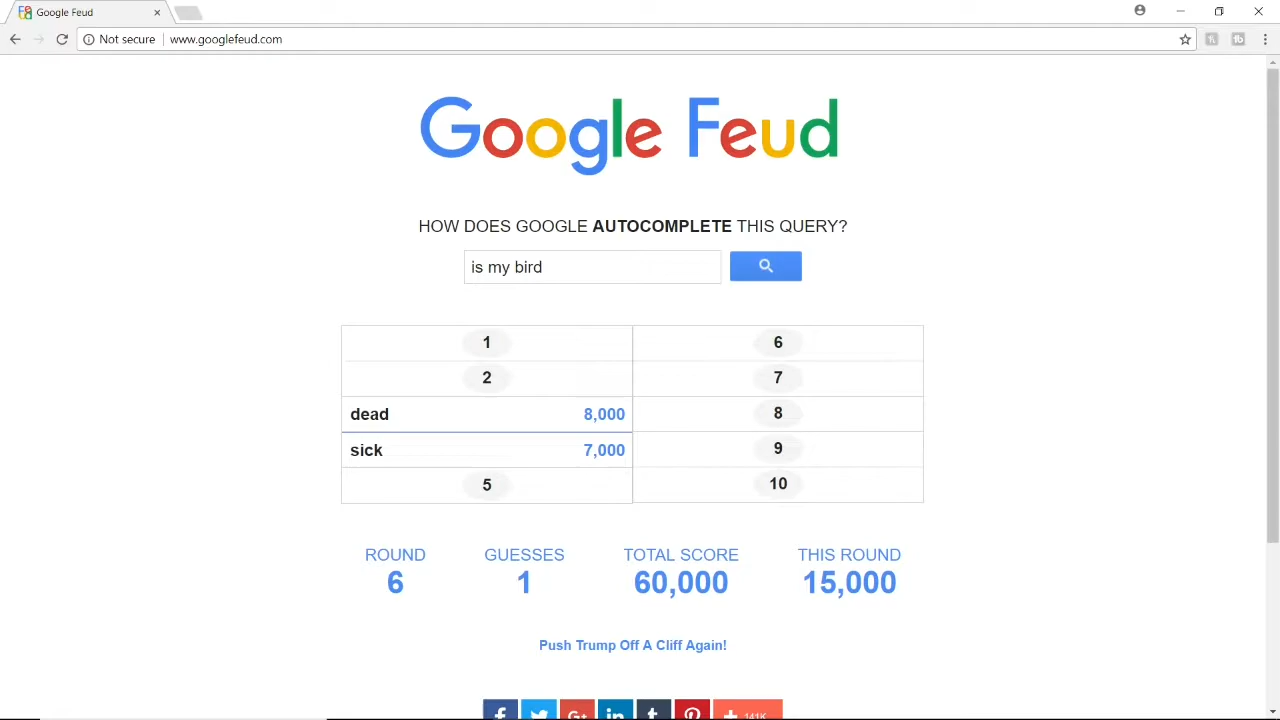 Google Feud
Not secure
www.googlefeud.com
Google Feud
HOW DOES GOOGLE AUTOCOMPLETE THIS QUERY?
is my bird
1
6
2
7
dead 8,000
8
sick 7,000
9
5
10
ROUND GUESSES TOTAL SCORE THIS ROUND
6 1 60,000 15,000
Push Trump Off A Cliff Again!
141K